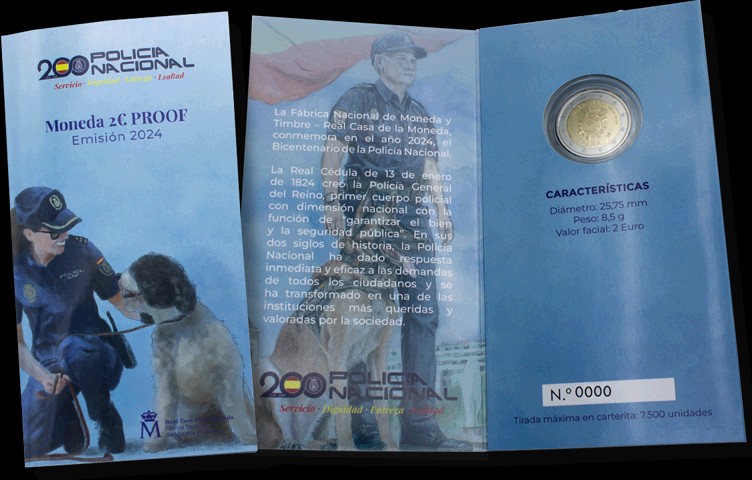 200 POLICIA
NACIONAL
Servicio · Dignidad · Entrega · Lealtad
Moneda 2€ PROOF
Emisión 2024
POLICIA
M
La Fábrica Nacional de Moneda y
Timbre – Real Casa de la Moneda,
conmemora en el año 2024, el
Bicentenario de la Policía Nacional.
La Real Cédula de 13 de enero
de 1824 creó la Policía General
del Reino, primer cuerpo policial
con dimensión nacional con la
función de “garantizar el bien
y la seguridad pública”. En sus
dos siglos de historia, la Policía
Nacional ha dado respuesta
inmediata y eficaz a las demandas
de todos los ciudadanos y se
ha transformado en una de las
instituciones más queridas y
valoradas por la sociedad.
200 POLICIA
NACIONAL
Servicio · Dignidad · Entrega · Lealtad
CARACTERÍSTICAS
Diámetro: 25,75 mm
Peso: 8,5 g
Valor facial: 2 Euro
N.º 0000
Tirada máxima en carterita: 7.500 unidades